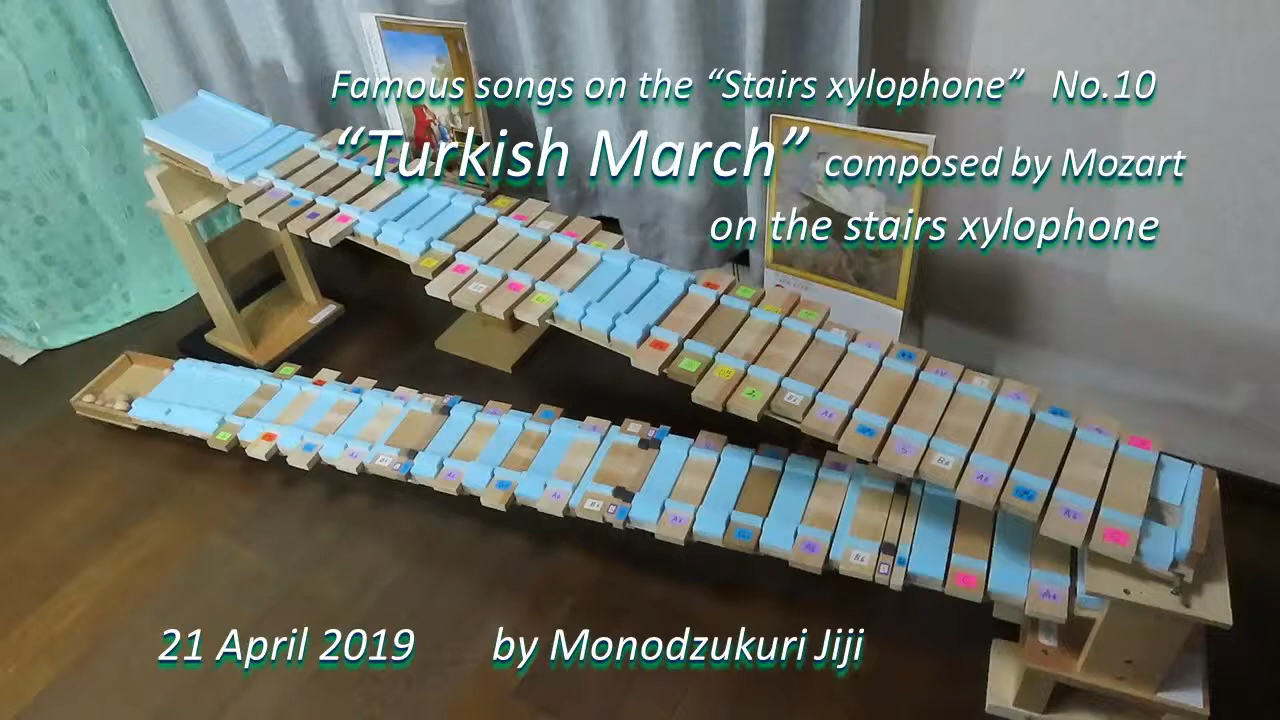 Famous songs on the “Stairs xylophone” No.10
“Turkish March” composed by Mozart
on the stairs xylophone
21 April 2019 by Monodzukuri Jiji